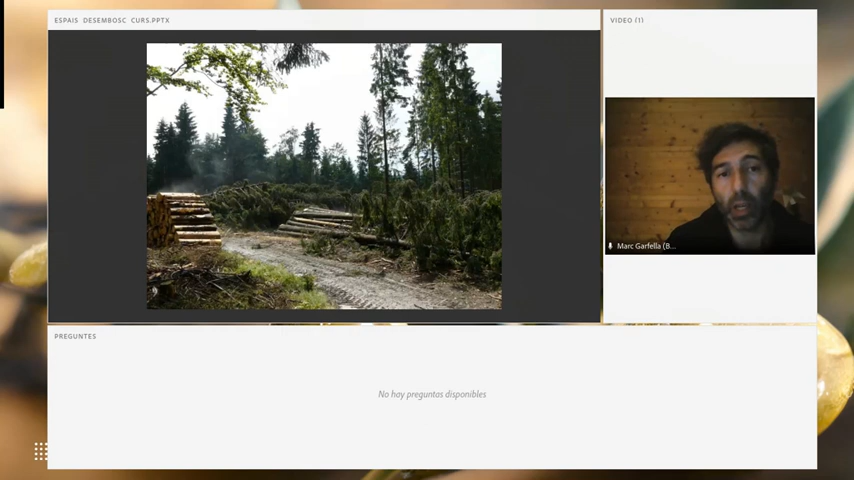 ESPAIS DESEMBOSC CURS.PPTX
VIDEO (1)
Marc Garfella (B...
PREGUNTES
No hay preguntas disponibles